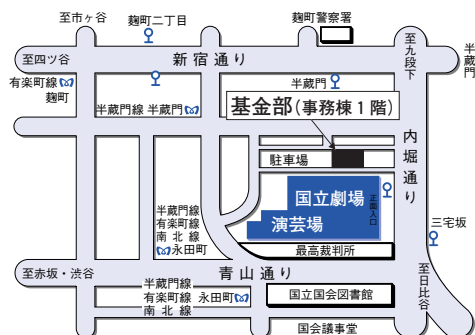 至市ヶ谷
麹町二丁目
麹町警察署
至四ツ谷
新宿通り
至九段下
半蔵門
有楽町線
麹町
半蔵門線 半蔵門
半蔵門
基金部(事務棟1階)
内堀通り
駐車場
国立劇場
演芸場
正面入口
三宅坂
半蔵門線
有楽町線
南北線
永田町
最高裁判所
至赤坂・渋谷
青山通り
至日比谷
半蔵門線
有楽町線 永田町
南北線
国立国会図書館
国会議事堂